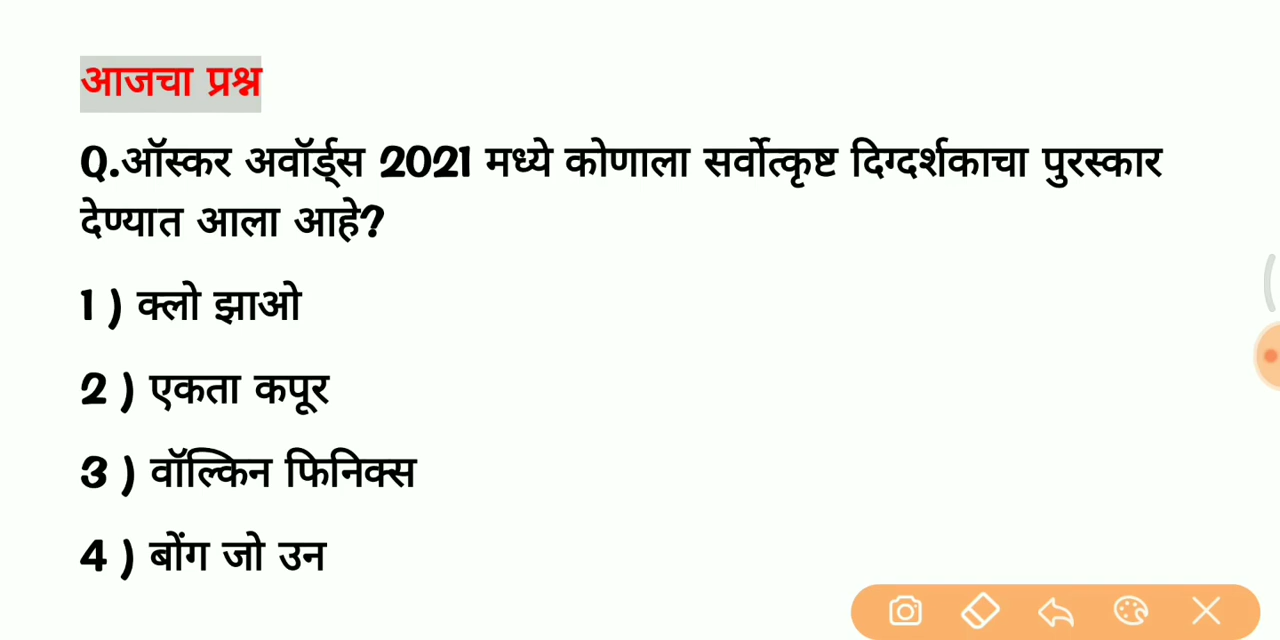 आजचा प्रश्न
Q.ऑस्कर अवॉर्ड्स 2021 मध्ये कोणाला सर्वोत्कृष्ट दिग्दर्शकाचा पुरस्कार
देण्यात आला आहे?
1 ) क्लो झाओ
2 ) एकता कपूर
3 ) वॉल्किन फिनिक्स
4 ) बोंग जो उन